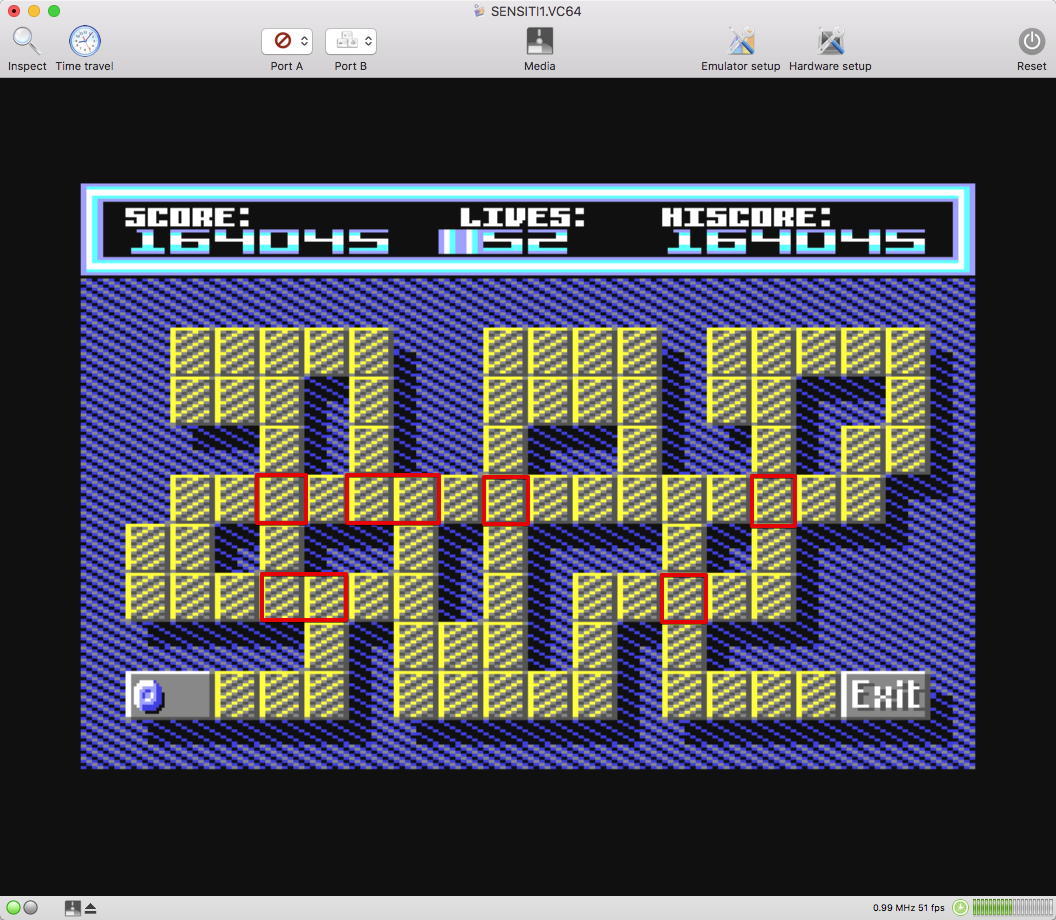 SENSITI1.VC64
Inspect Time travel Port A Port B Media Emulator setup Hardware setup Reset
SCORE: LIVES: HISCORE:
164045 52 164045
Exit
0.99 MHz 51 fps